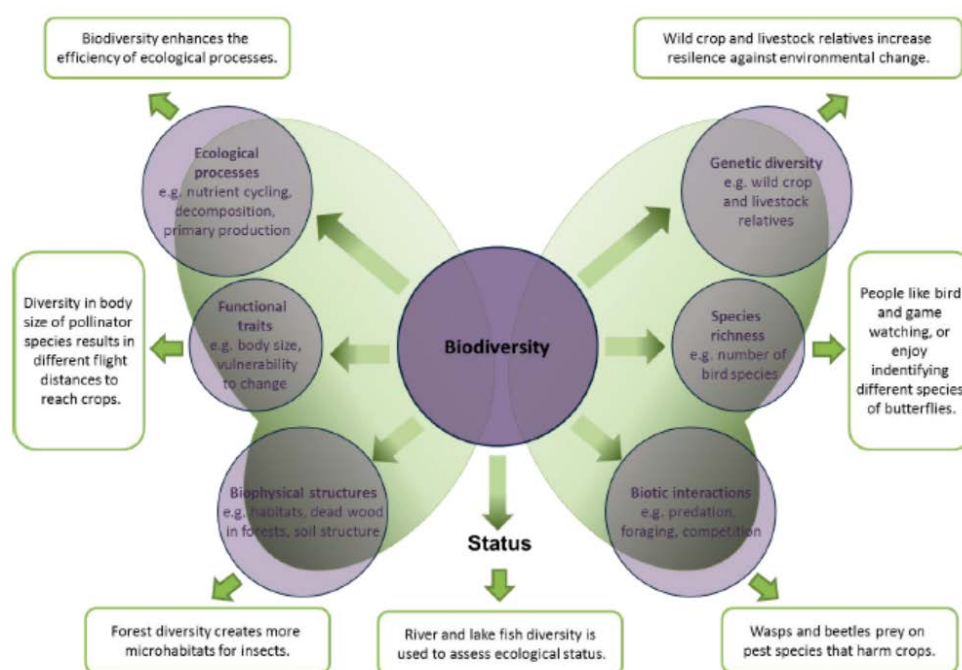 Biodiversity enhances the
efficiency of ecological processes.
Wild crop and livestock relatives increase
resilence against environmental change.
Ecological
processes
e.g. nutrient cycling,
decomposition,
primary production
Genetic diversity
e.g. wild crop
and livestock
relatives
Diversity in body
size of pollinator
species results in
different flight
distances to
reach crops.
Functional
traits
e.g. body size,
vulnerability
to change
Biodiversity
Species
richness
e.g. number of
bird species
People like bird
and game
watching, or
enjoy
indentifying
different species
of butterflies.
Biophysical structures
e.g. habitats, dead wood
in forests, soil structure
Status
Biotic interactions
e.g. predation,
foraging, competition
Forest diversity creates more
microhabitats for insects.
River and lake fish diversity is
used to assess ecological status.
Wasps and beetles prey on
pest species that harm crops.